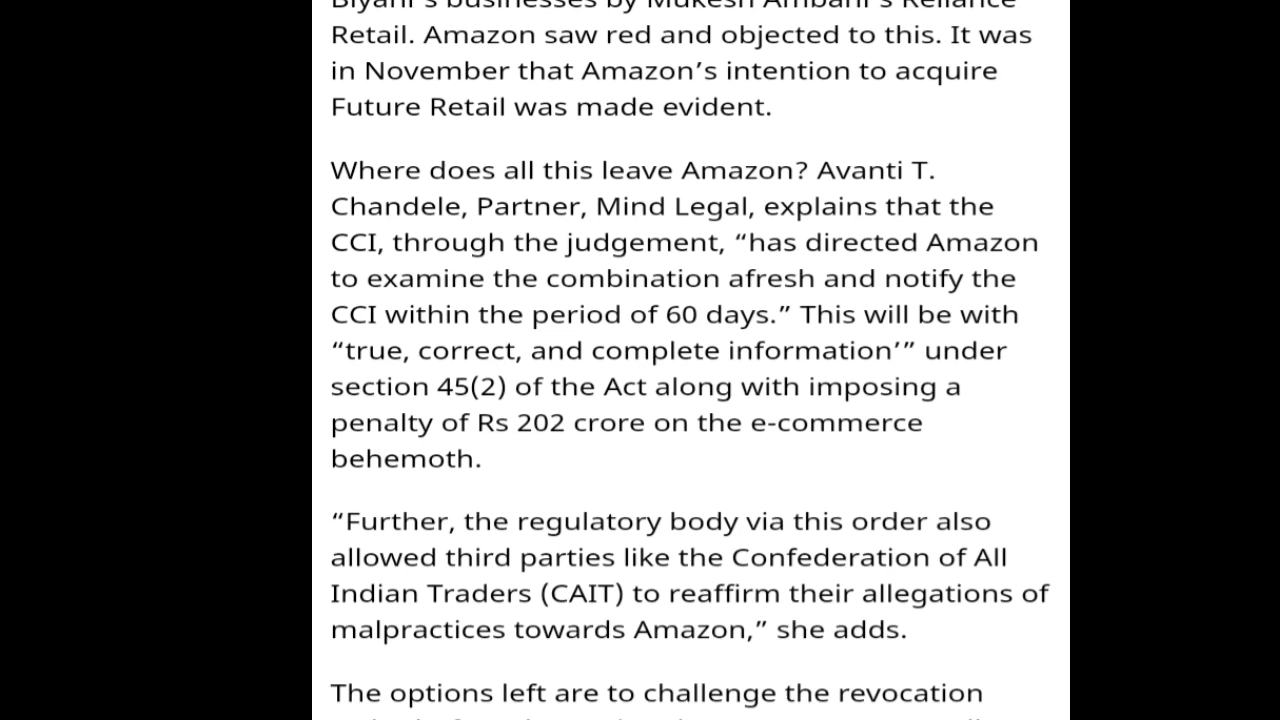 Biyani’s businesses by Mukesh Ambani’s Reliance
Retail. Amazon saw red and objected to this. It was
in November that Amazon’s intention to acquire
Future Retail was made evident.
Where does all this leave Amazon? Avanti T.
Chandele, Partner, Mind Legal, explains that the
CCI, through the judgement, “has directed Amazon
to examine the combination afresh and notify the
CCI within the period of 60 days.” This will be with
“true, correct, and complete information’” under
section 45(2) of the Act along with imposing a
penalty of Rs 202 crore on the e-commerce
behemoth.
“Further, the regulatory body via this order also
allowed third parties like the Confederation of All
Indian Traders (CAIT) to reaffirm their allegations of
malpractices towards Amazon,” she adds.
The options left are to challenge the revocation